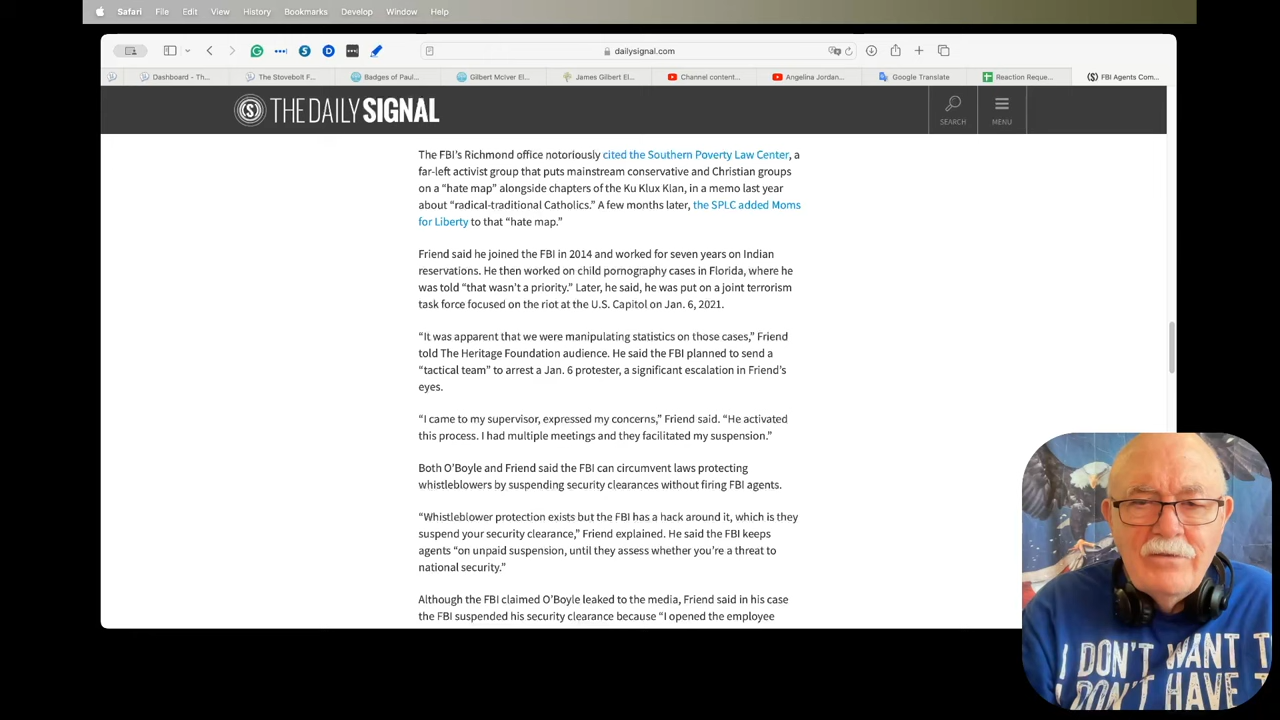 Safari File Edit View History Bookmarks Develop Window Help
dailysignal.com
Dashboard - Th... The Stovebolt F... Badges of Paul... Gilbert McIver El... James Gilbert El... Channel content... Angelina Jordan... Google Translate Reaction Reque... FBI Agents Com...
THE DAILY SIGNAL
SEARCH MENU
The FBI’s Richmond office notoriously cited the Southern Poverty Law Center, a
far-left activist group that puts mainstream conservative and Christian groups
on a “hate map” alongside chapters of the Ku Klux Klan, in a memo last year
about “radical-traditional Catholics.” A few months later, the SPLC added Moms
for Liberty to that “hate map.”
Friend said he joined the FBI in 2014 and worked for seven years on Indian
reservations. He then worked on child pornography cases in Florida, where he
was told “that wasn’t a priority.” Later, he said, he was put on a joint terrorism
task force focused on the riot at the U.S. Capitol on Jan. 6, 2021.
“It was apparent that we were manipulating statistics on those cases,” Friend
told The Heritage Foundation audience. He said the FBI planned to send a
“tactical team” to arrest a Jan. 6 protester, a significant escalation in Friend’s
eyes.
“I came to my supervisor, expressed my concerns,” Friend said. “He activated
this process. I had multiple meetings and they facilitated my suspension.”
Both O’Boyle and Friend said the FBI can circumvent laws protecting
whistleblowers by suspending security clearances without firing FBI agents.
“Whistleblower protection exists but the FBI has a hack around it, which is they
suspend your security clearance,” Friend explained. He said the FBI keeps
agents “on unpaid suspension, until they assess whether you’re a threat to
national security.”
Although the FBI claimed O’Boyle leaked to the media, Friend said in his case
the FBI suspended his security clearance because “I opened the employee
I DON'T WANT T
I DON'T HAVE T